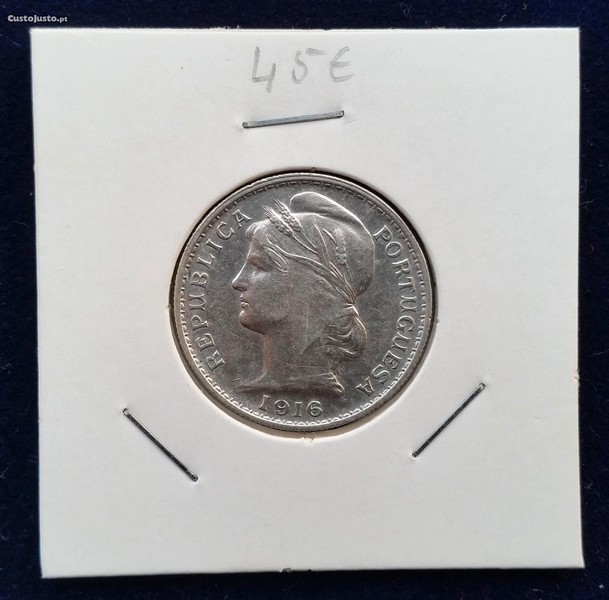 CustoJusto.pt
45€
REPUBLICA PORTUGUESA
1916